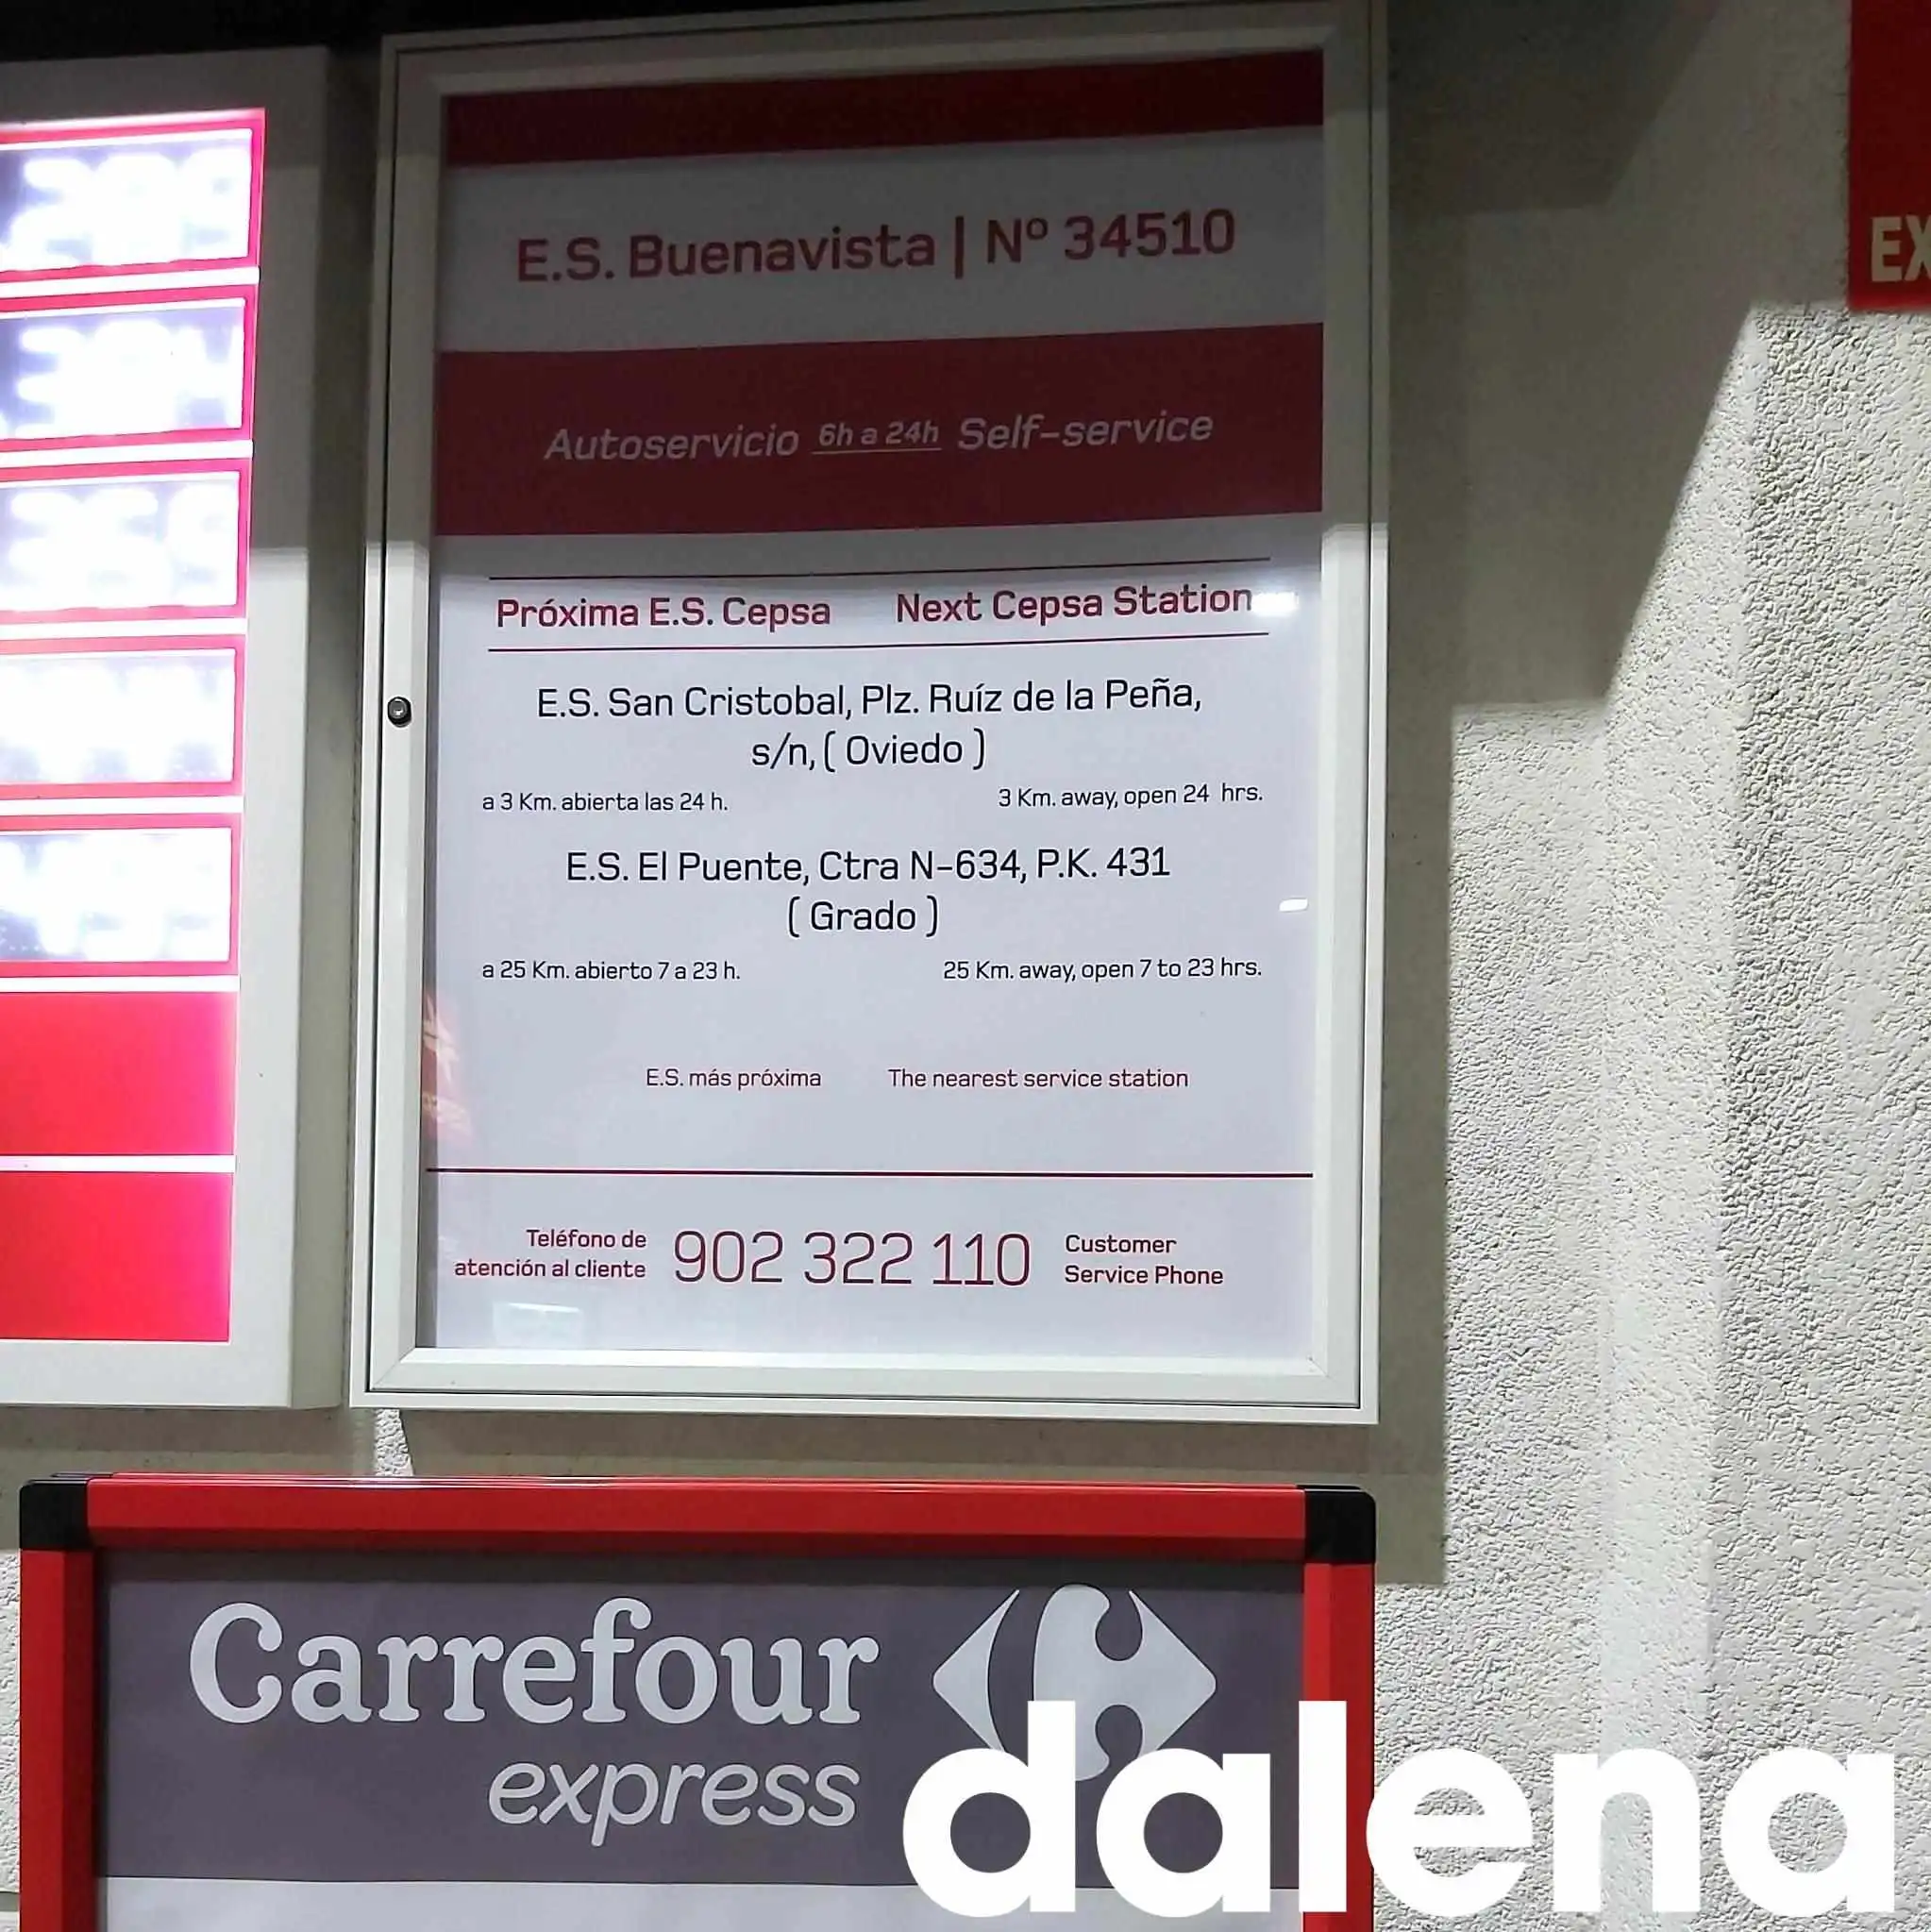 E.S. Buenavista | Nº 34510
Autoservicio 6h a 24h Self-service
Próxima E.S. Cepsa Next Cepsa Station
E.S. San Cristobal, Plz. Ruíz de la Peña,
s/n, ( Oviedo )
a 3 Km. abierta las 24 h. 3 Km. away, open 24 hrs.
E.S. El Puente, Ctra N-634, P.K. 431
( Grado )
a 25 Km. abierto 7 a 23 h. 25 Km. away, open 7 to 23 hrs.
E.S. más próxima The nearest service station
Teléfono de
atención al cliente
902 322 110
Customer
Service Phone
Carrefour
express
dalena